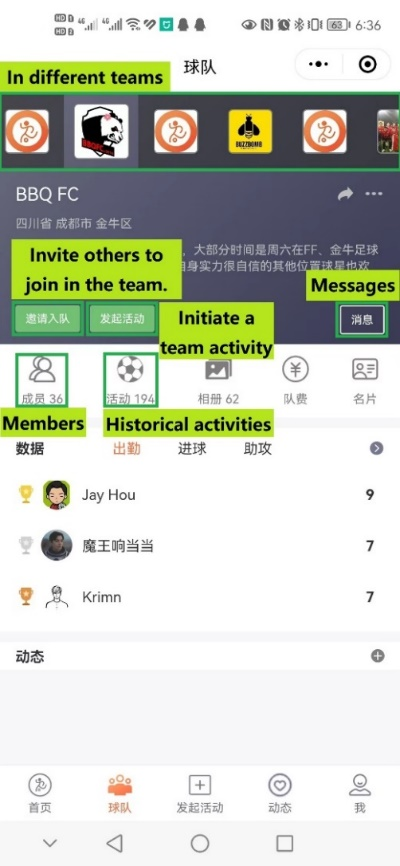 6:36
球队
In different teams
BBQ FC
四川省 成都市 金牛区
，大部分时间是周六在FF、金牛足球
自身实力很自信的其他位置球星也欢
Invite others to
join in the team.
Messages
邀请入队 发起活动 消息
Initiate a
team activity
成员 36 活动 194 相册 62 队费 名片
Members Historical activities
数据 出勤 进球 助攻
Jay Hou 9
魔王响当当 7
Krimn 7
动态
首页 球队 发起活动 动态 我